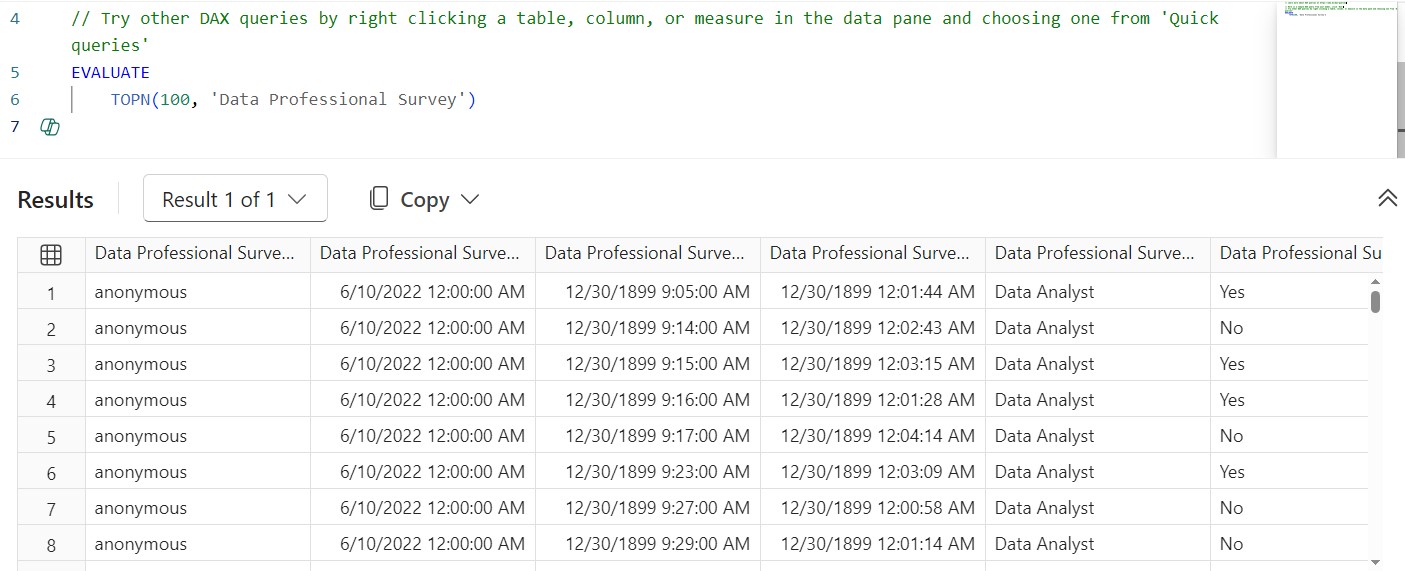 4 // Try other DAX queries by right clicking a table, column, or measure in the data pane and choosing one from 'Quick
queries'
5 EVALUATE
6 TOPN(100, 'Data Professional Survey')
7
Results Result 1 of 1 Copy
Data Professional Surve... Data Professional Surve... Data Professional Surve... Data Professional Surve... Data Professional Surve... Data Professional Su
1 anonymous 6/10/2022 12:00:00 AM 12/30/1899 9:05:00 AM 12/30/1899 12:01:44 AM Data Analyst Yes
2 anonymous 6/10/2022 12:00:00 AM 12/30/1899 9:14:00 AM 12/30/1899 12:02:43 AM Data Analyst No
3 anonymous 6/10/2022 12:00:00 AM 12/30/1899 9:15:00 AM 12/30/1899 12:03:15 AM Data Analyst Yes
4 anonymous 6/10/2022 12:00:00 AM 12/30/1899 9:16:00 AM 12/30/1899 12:01:28 AM Data Analyst Yes
5 anonymous 6/10/2022 12:00:00 AM 12/30/1899 9:17:00 AM 12/30/1899 12:04:14 AM Data Analyst No
6 anonymous 6/10/2022 12:00:00 AM 12/30/1899 9:23:00 AM 12/30/1899 12:03:09 AM Data Analyst Yes
7 anonymous 6/10/2022 12:00:00 AM 12/30/1899 9:27:00 AM 12/30/1899 12:00:58 AM Data Analyst No
8 anonymous 6/10/2022 12:00:00 AM 12/30/1899 9:29:00 AM 12/30/1899 12:01:14 AM Data Analyst No